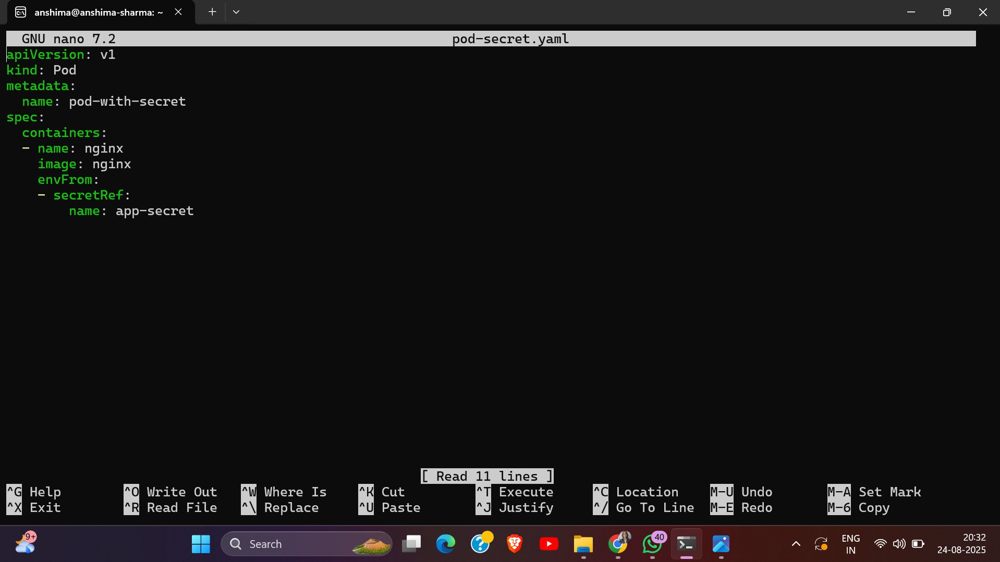 anshima@anshima-sharma: ~
GNU nano 7.2 pod-secret.yaml
apiVersion: v1
kind: Pod
metadata:
  name: pod-with-secret
spec:
  containers:
  - name: nginx
    image: nginx
    envFrom:
    - secretRef:
        name: app-secret
[ Read 11 lines ]
^G Help ^O Write Out ^W Where Is ^K Cut ^T Execute ^C Location M-U Undo M-A Set Mark
^X Exit ^R Read File ^\ Replace ^U Paste ^J Justify ^/ Go To Line M-E Redo M-6 Copy
9+ Search 40 ENG 20:32
IN 24-08-2025